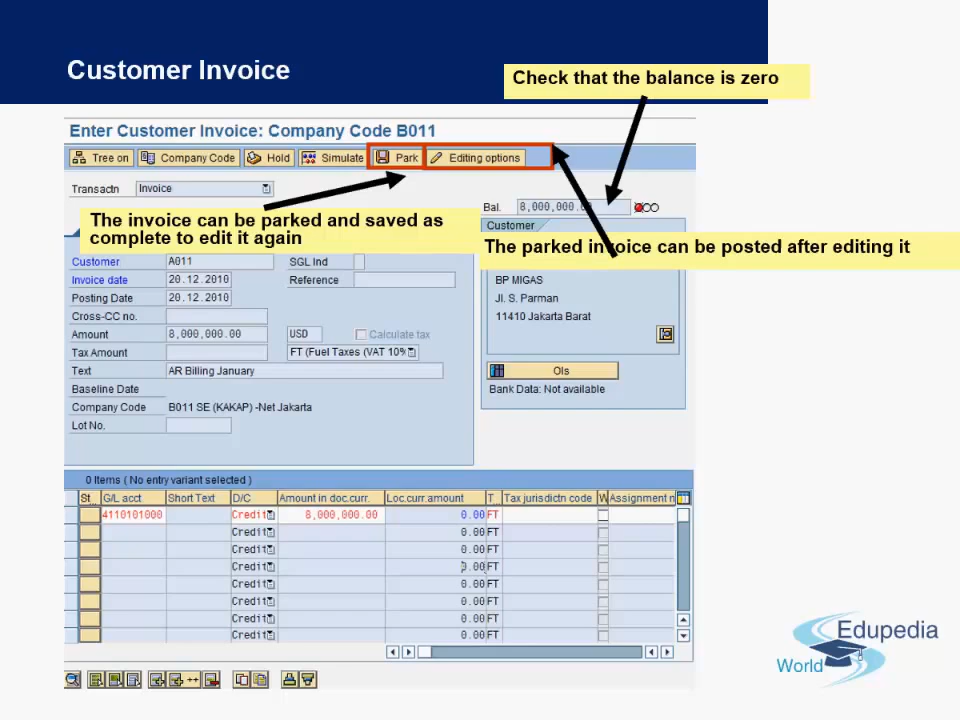 Customer Invoice
Check that the balance is zero
Enter Customer Invoice: Company Code B011
Tree on Company Code Hold Simulate Park Editing options
Transactn Invoice
Bal. 8,000,000.
The invoice can be parked and saved as
complete to edit it again
Customer
The parked invoice can be posted after editing it
Customer A011 SGL Ind
Invoice date 20.12.2010 Reference
BP MIGAS
Posting Date 20.12.2010
Jl. S. Parman
Cross-CC no.
11410 Jakarta Barat
Amount 8,000,000.00 USD Calculate tax
Tax Amount FT (Fuel Taxes (VAT 10%
Text AR Billing January
OIs
Baseline Date
Bank Data: Not available
Company Code B011 SE (KAKAP) -Net Jakarta
Lot No.
0 Items ( No entry variant selected )
St... G/L acct Short Text D/C Amount in doc.curr. Loc.curr.amount T... Tax jurisdictn code W Assignment n
4110101000 Credit 8,000,000.00 0.00 FT
Credit 0.00 FT
Credit 0.00 FT
Credit 0.00 FT
Credit 0.00 FT
Credit 0.00 FT
Credit 0.00 FT
Credit 0.00 FT
Edupedia
World